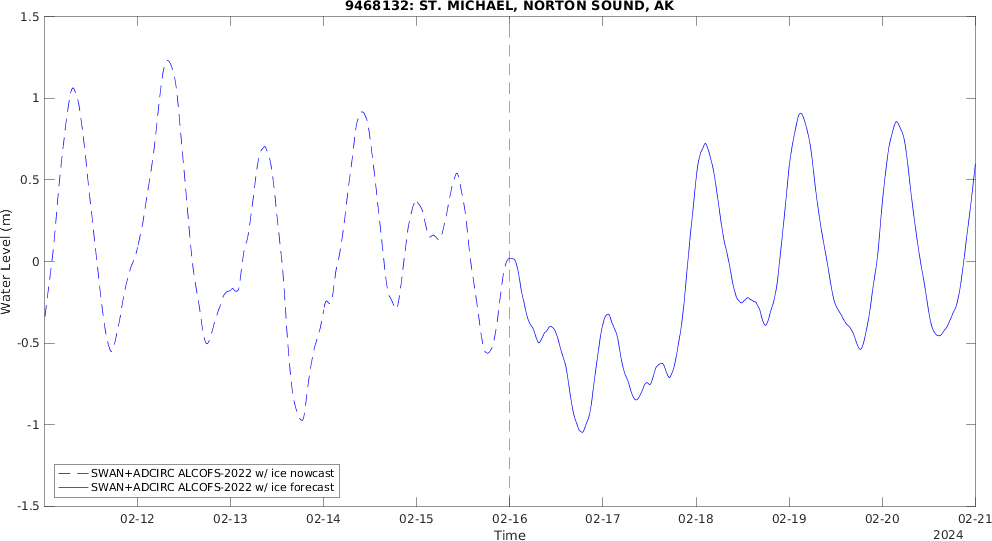 9468132: ST. MICHAEL, NORTON SOUND, AK
1.5
1
0.5
0
-0.5
-1
-1.5
Water Level (m)
SWAN+ADCIRC ALCOFS-2022 w/ ice nowcast
SWAN+ADCIRC ALCOFS-2022 w/ ice forecast
02-12 02-13 02-14 02-15 02-16 02-17 02-18 02-19 02-20 02-21
Time
2024